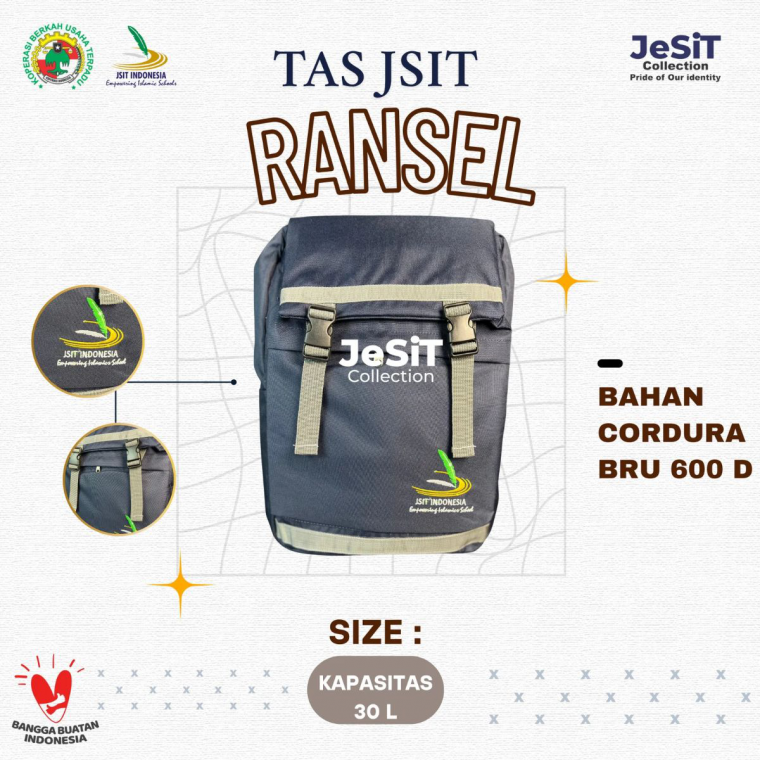 KOPERASI BERKAH USAHA TERPADU
JSIT INDONESIA
Empowering Islamic Schools
TAS JSIT
RANSEL
JeSiT
Collection
Pride of Our identity
JSIT INDONESIA
Empowering Islamic School
JeSiT
Collection
JSIT INDONESIA
Empowering Islamic School
BAHAN
CORDURA
BRU 600 D
SIZE :
KAPASITAS
30 L
BANGGA BUATAN
INDONESIA